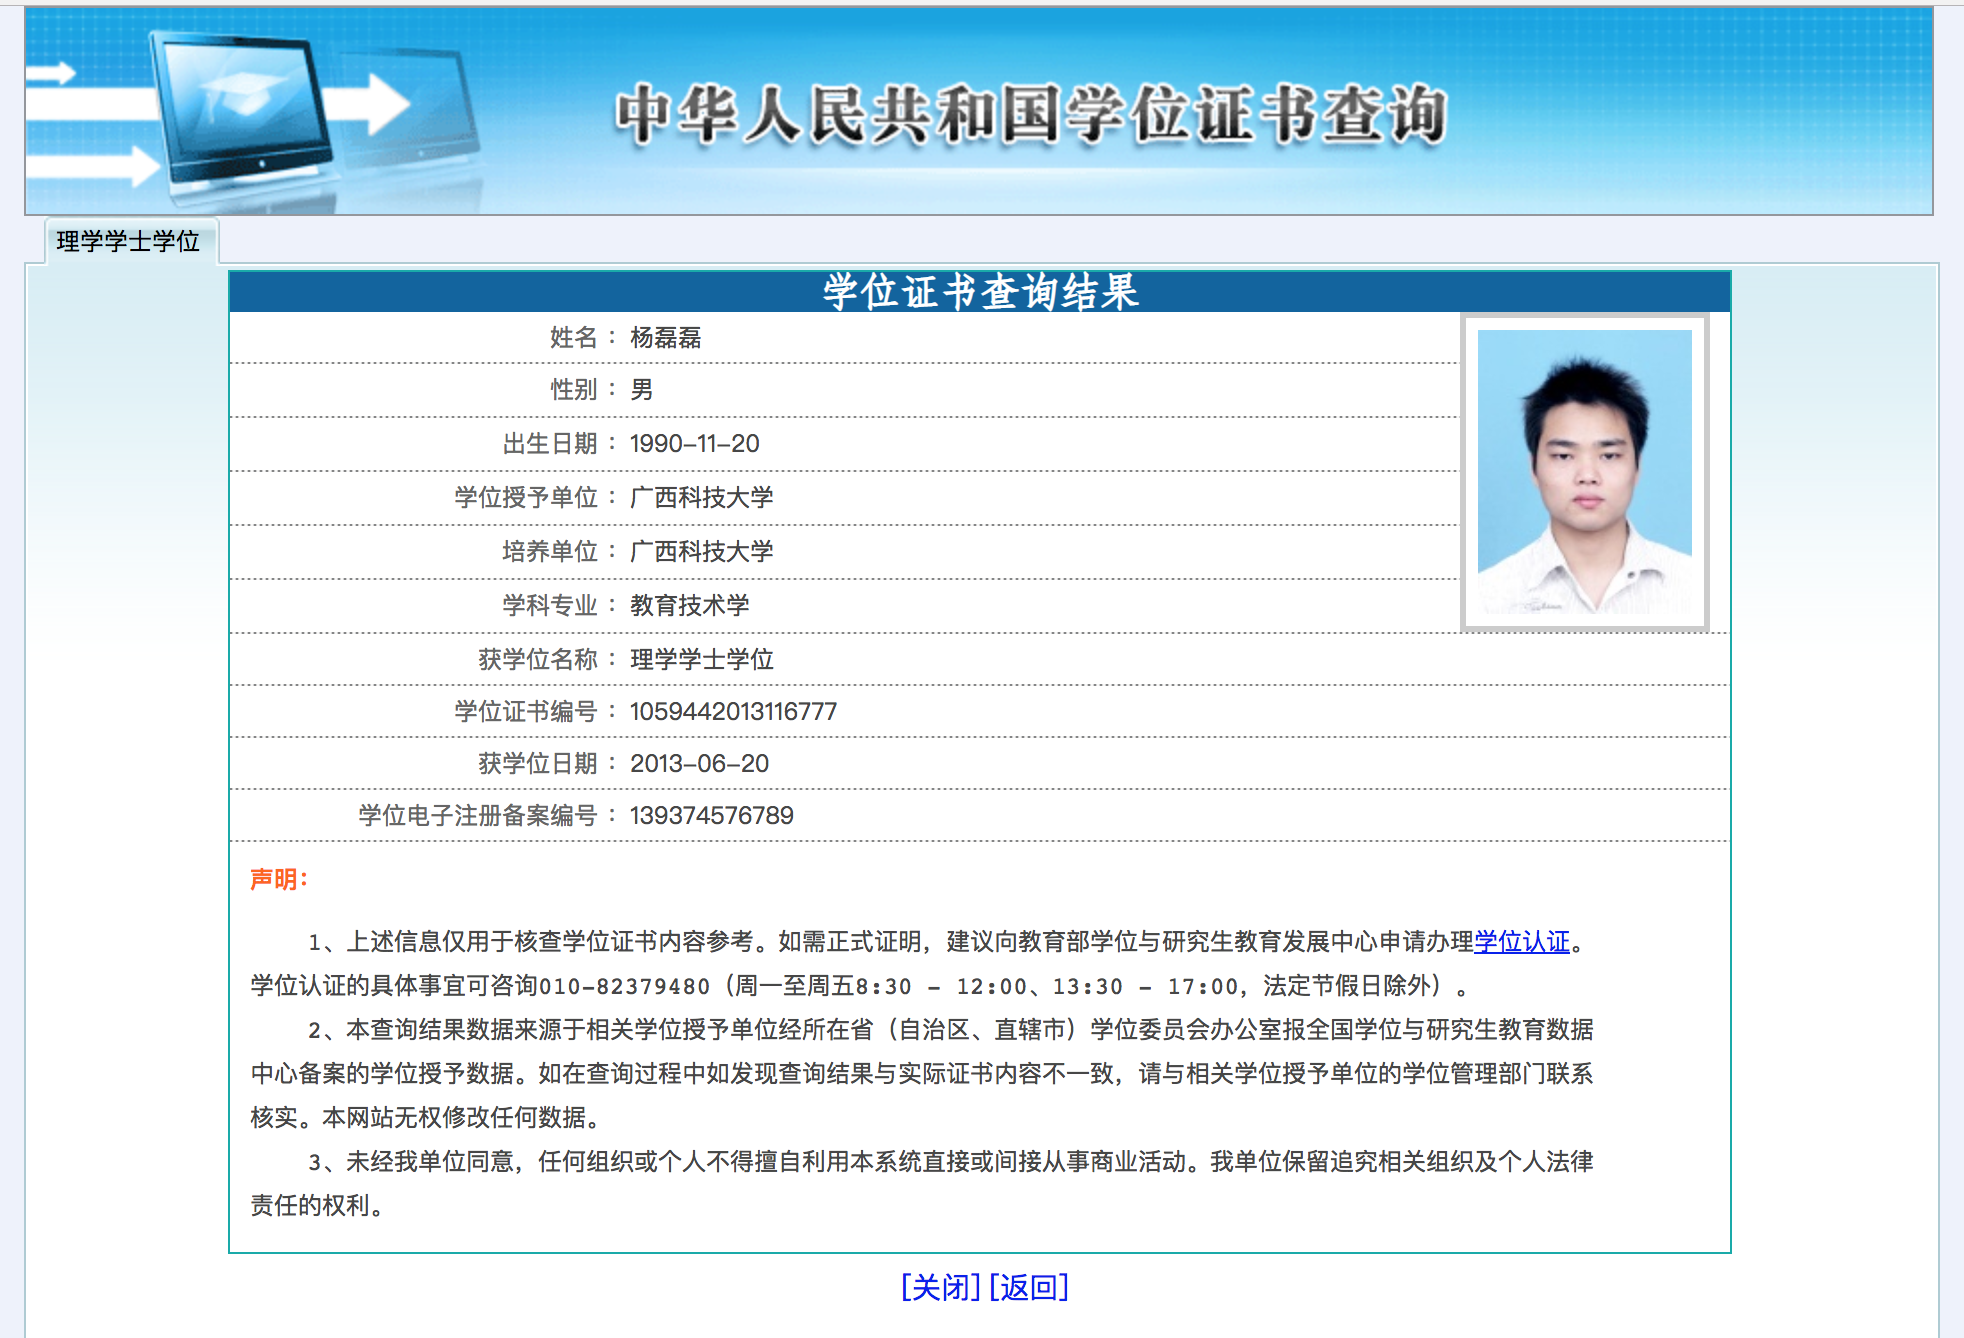 中华人民共和国学位证书查询
理学学士学位
学位证书查询结果
姓名： 杨磊磊
性别： 男
出生日期： 1990-11-20
学位授予单位： 广西科技大学
培养单位： 广西科技大学
学科专业： 教育技术学
获学位名称： 理学学士学位
学位证书编号： 1059442013116777
获学位日期： 2013-06-20
学位电子注册备案编号： 139374576789
声明：
1、上述信息仅用于核查学位证书内容参考。如需正式证明，建议向教育部学位与研究生教育发展中心申请办理学位认证。
学位认证的具体事宜可咨询010-82379480（周一至周五8:30 - 12:00、13:30 - 17:00，法定节假日除外）。
2、本查询结果数据来源于相关学位授予单位经所在省（自治区、直辖市）学位委员会办公室报全国学位与研究生教育数据
中心备案的学位授予数据。如在查询过程中如发现查询结果与实际证书内容不一致，请与相关学位授予单位的学位管理部门联系
核实。本网站无权修改任何数据。
3、未经我单位同意，任何组织或个人不得擅自利用本系统直接或间接从事商业活动。我单位保留追究相关组织及个人法律
责任的权利。
[关闭] [返回]